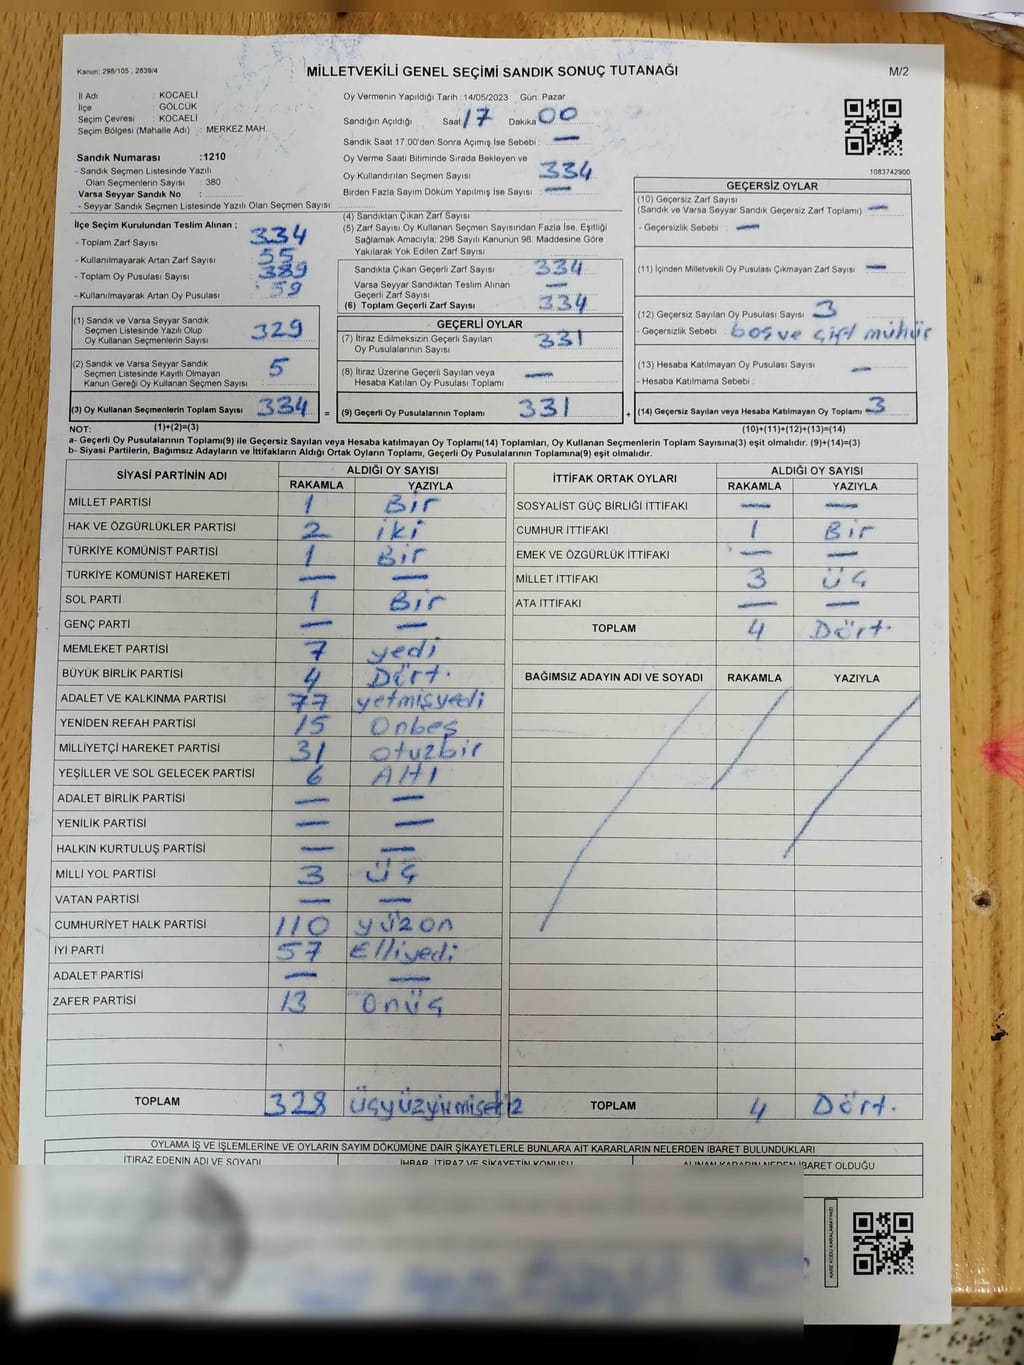 Kanun; 298/105 , 2839/4
MİLLETVEKİLİ GENEL SEÇİMİ SANDIK SONUÇ TUTANAĞI
M/2
İl Adı : KOCAELİ
İlçe : GÖLCÜK
Seçim Çevresi : KOCAELİ
Seçim Bölgesi (Mahalle Adı) : MERKEZ MAH.
Sandık Numarası :1210
- Sandık Seçmen Listesinde Yazılı
Olan Seçmenlerin Sayısı : 380
Varsa Seyyar Sandık No :
- Seyyar Sandık Seçmen Listesinde Yazılı Olan Seçmen Sayısı:
Oy Vermenin Yapıldığı Tarih :14/05/2023 Gün: Pazar
Sandığın Açıldığı Saat 17 Dakika 00
Sandık Saat 17:00'den Sonra Açımış İse Sebebi : —
Oy Verme Saati Bitiminde Sırada Bekleyen ve
Oy Kullandırılan Seçmen Sayısı 334
Birden Fazla Sayım Döküm Yapılmış İse Sayısı —
1083742900
İlçe Seçim Kurulundan Teslim Alınan ;
- Toplam Zarf Sayısı 334
- Kullanılmayarak Artan Zarf Sayısı 55
- Toplam Oy Pusulası Sayısı 389
- Kullanılmayarak Artan Oy Pusulası 59
(1) Sandık ve Varsa Seyyar Sandık
Seçmen Listesinde Yazılı Olup
Oy Kullanan Seçmenlerin Sayısı 329
(2) Sandık ve Varsa Seyyar Sandık
Seçmen Listesinde Kayıtlı Olmayan
Kanun Gereği Oy Kullanan Seçmen Sayısı 5
(3) Oy Kullanan Seçmenlerin Toplam Sayısı 334 =
(4) Sandıktan Çıkan Zarf Sayısı
(5) Zarf Sayısı Oy Kullanan Seçmen Sayısından Fazla İse, Eşitliği
Sağlamak Amacıyla; 298 Sayılı Kanunun 98. Maddesine Göre
Yakılarak Yok Edilen Zarf Sayısı
Sandıkta Çıkan Geçerli Zarf Sayısı 334
Varsa Seyyar Sandıktan Teslim Alınan
Geçerli Zarf Sayısı —
(6) Toplam Geçerli Zarf Sayısı 334
GEÇERLİ OYLAR
(7) İtiraz Edilmeksizin Geçerli Sayılan
Oy Pusulalarının Sayısı 331
(8) İtiraz Üzerine Geçerli Sayılan veya
Hesaba Katılan Oy Pusulası Toplamı —
(9) Geçerli Oy Pusulalarının Toplamı 331 +
GEÇERSİZ OYLAR
(10) Geçersiz Zarf Sayısı
(Sandık ve Varsa Seyyar Sandık Geçersiz Zarf Toplamı) —
- Geçersizlik Sebebi : —
(11) İçinden Milletvekili Oy Pusulası Çıkmayan Zarf Sayısı —
(12) Geçersiz Sayılan Oy Pusulası Sayısı 3
- Geçersizlik Sebebi : boş ve çift mühür
(13) Hesaba Katılmayan Oy Pusulası Sayısı —
- Hesaba Katılmama Sebebi :
(14) Geçersiz Sayılan veya Hesaba Katılmayan Oy Toplamı 3
NOT: (1)+(2)=(3) (10)+(11)+(12)+(13)=(14)
a- Geçerli Oy Pusulalarının Toplamı(9) ile Geçersiz Sayılan veya Hesaba katılmayan Oy Toplamı(14) Toplamları, Oy Kullanan Seçmenlerin Toplam Sayısına(3) eşit olmalıdır. (9)+(14)=(3)
b- Siyasi Partilerin, Bağımsız Adayların ve İttifakların Aldığı Ortak Oyların Toplamı, Geçerli Oy Pusulalarının Toplamına(9) eşit olmalıdır.
SİYASİ PARTİNİN ADI ALDIĞI OY SAYISI
RAKAMLA YAZIYLA
MİLLET PARTİSİ 1 Bir
HAK VE ÖZGÜRLÜKLER PARTİSİ 2 iki
TÜRKİYE KOMÜNİST PARTİSİ 1 Bir
TÜRKİYE KOMÜNİST HAREKETİ — —
SOL PARTİ 1 Bir
GENÇ PARTİ — —
MEMLEKET PARTİSİ 7 yedi
BÜYÜK BİRLİK PARTİSİ 4 Dört.
ADALET VE KALKINMA PARTİSİ 77 yetmişyedi
YENİDEN REFAH PARTİSİ 15 Onbeş
MİLLİYETÇİ HAREKET PARTİSİ 31 otuzbir
YEŞİLLER VE SOL GELECEK PARTİSİ 6 Altı
ADALET BİRLİK PARTİSİ — —
YENİLİK PARTİSİ — —
HALKIN KURTULUŞ PARTİSİ — —
MİLLİ YOL PARTİSİ 3 üç
VATAN PARTİSİ — —
CUMHURİYET HALK PARTİSİ 110 yüzon
İYİ PARTİ 57 Elliyedi
ADALET PARTİSİ — —
ZAFER PARTİSİ 13 Onüç
TOPLAM 328 üçyüzyirmisekiz
İTTİFAK ORTAK OYLARI ALDIĞI OY SAYISI
RAKAMLA YAZIYLA
SOSYALİST GÜÇ BİRLİĞİ İTTİFAKI — —
CUMHUR İTTİFAKI 1 Bir
EMEK VE ÖZGÜRLÜK İTTİFAKI — —
MİLLET İTTİFAKI 3 üç
ATA İTTİFAKI — —
TOPLAM 4 Dört.
BAĞIMSIZ ADAYIN ADI VE SOYADI RAKAMLA YAZIYLA
TOPLAM 4 Dört.
OYLAMA İŞ VE İŞLEMLERİNE VE OYLARIN SAYIM DÖKÜMÜNE DAİR ŞİKAYETLERLE BUNLARA AİT KARARLARIN NELERDEN İBARET BULUNDUKLARI
İTİRAZ EDENİN ADI VE SOYADI İHBAR, İTİRAZ VE ŞİKAYETİN KONUSU ALINAN KARARIN NEDEN İBARET OLDUĞU
KARE KODU KARALAMAYINIZ!